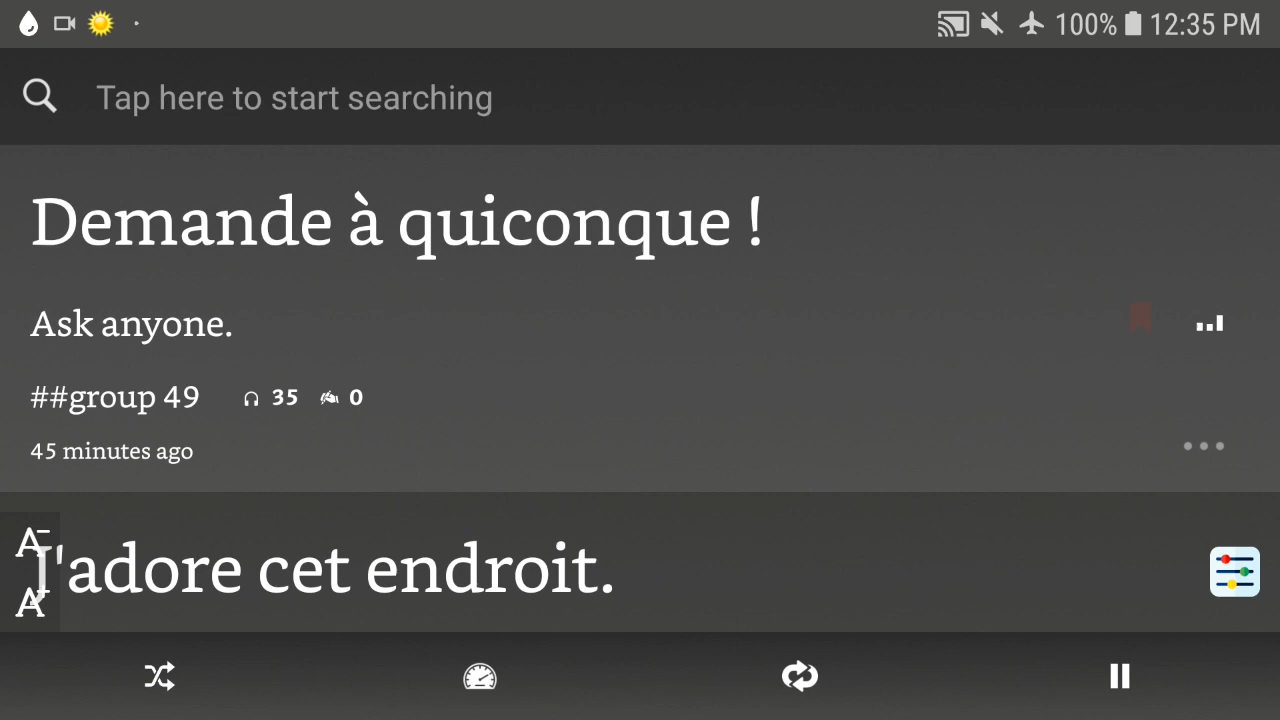 100% 12:35 PM
Tap here to start searching
Demande à quiconque !
Ask anyone.
##group 49 35 0
45 minutes ago
A-
J'adore cet endroit.
A+